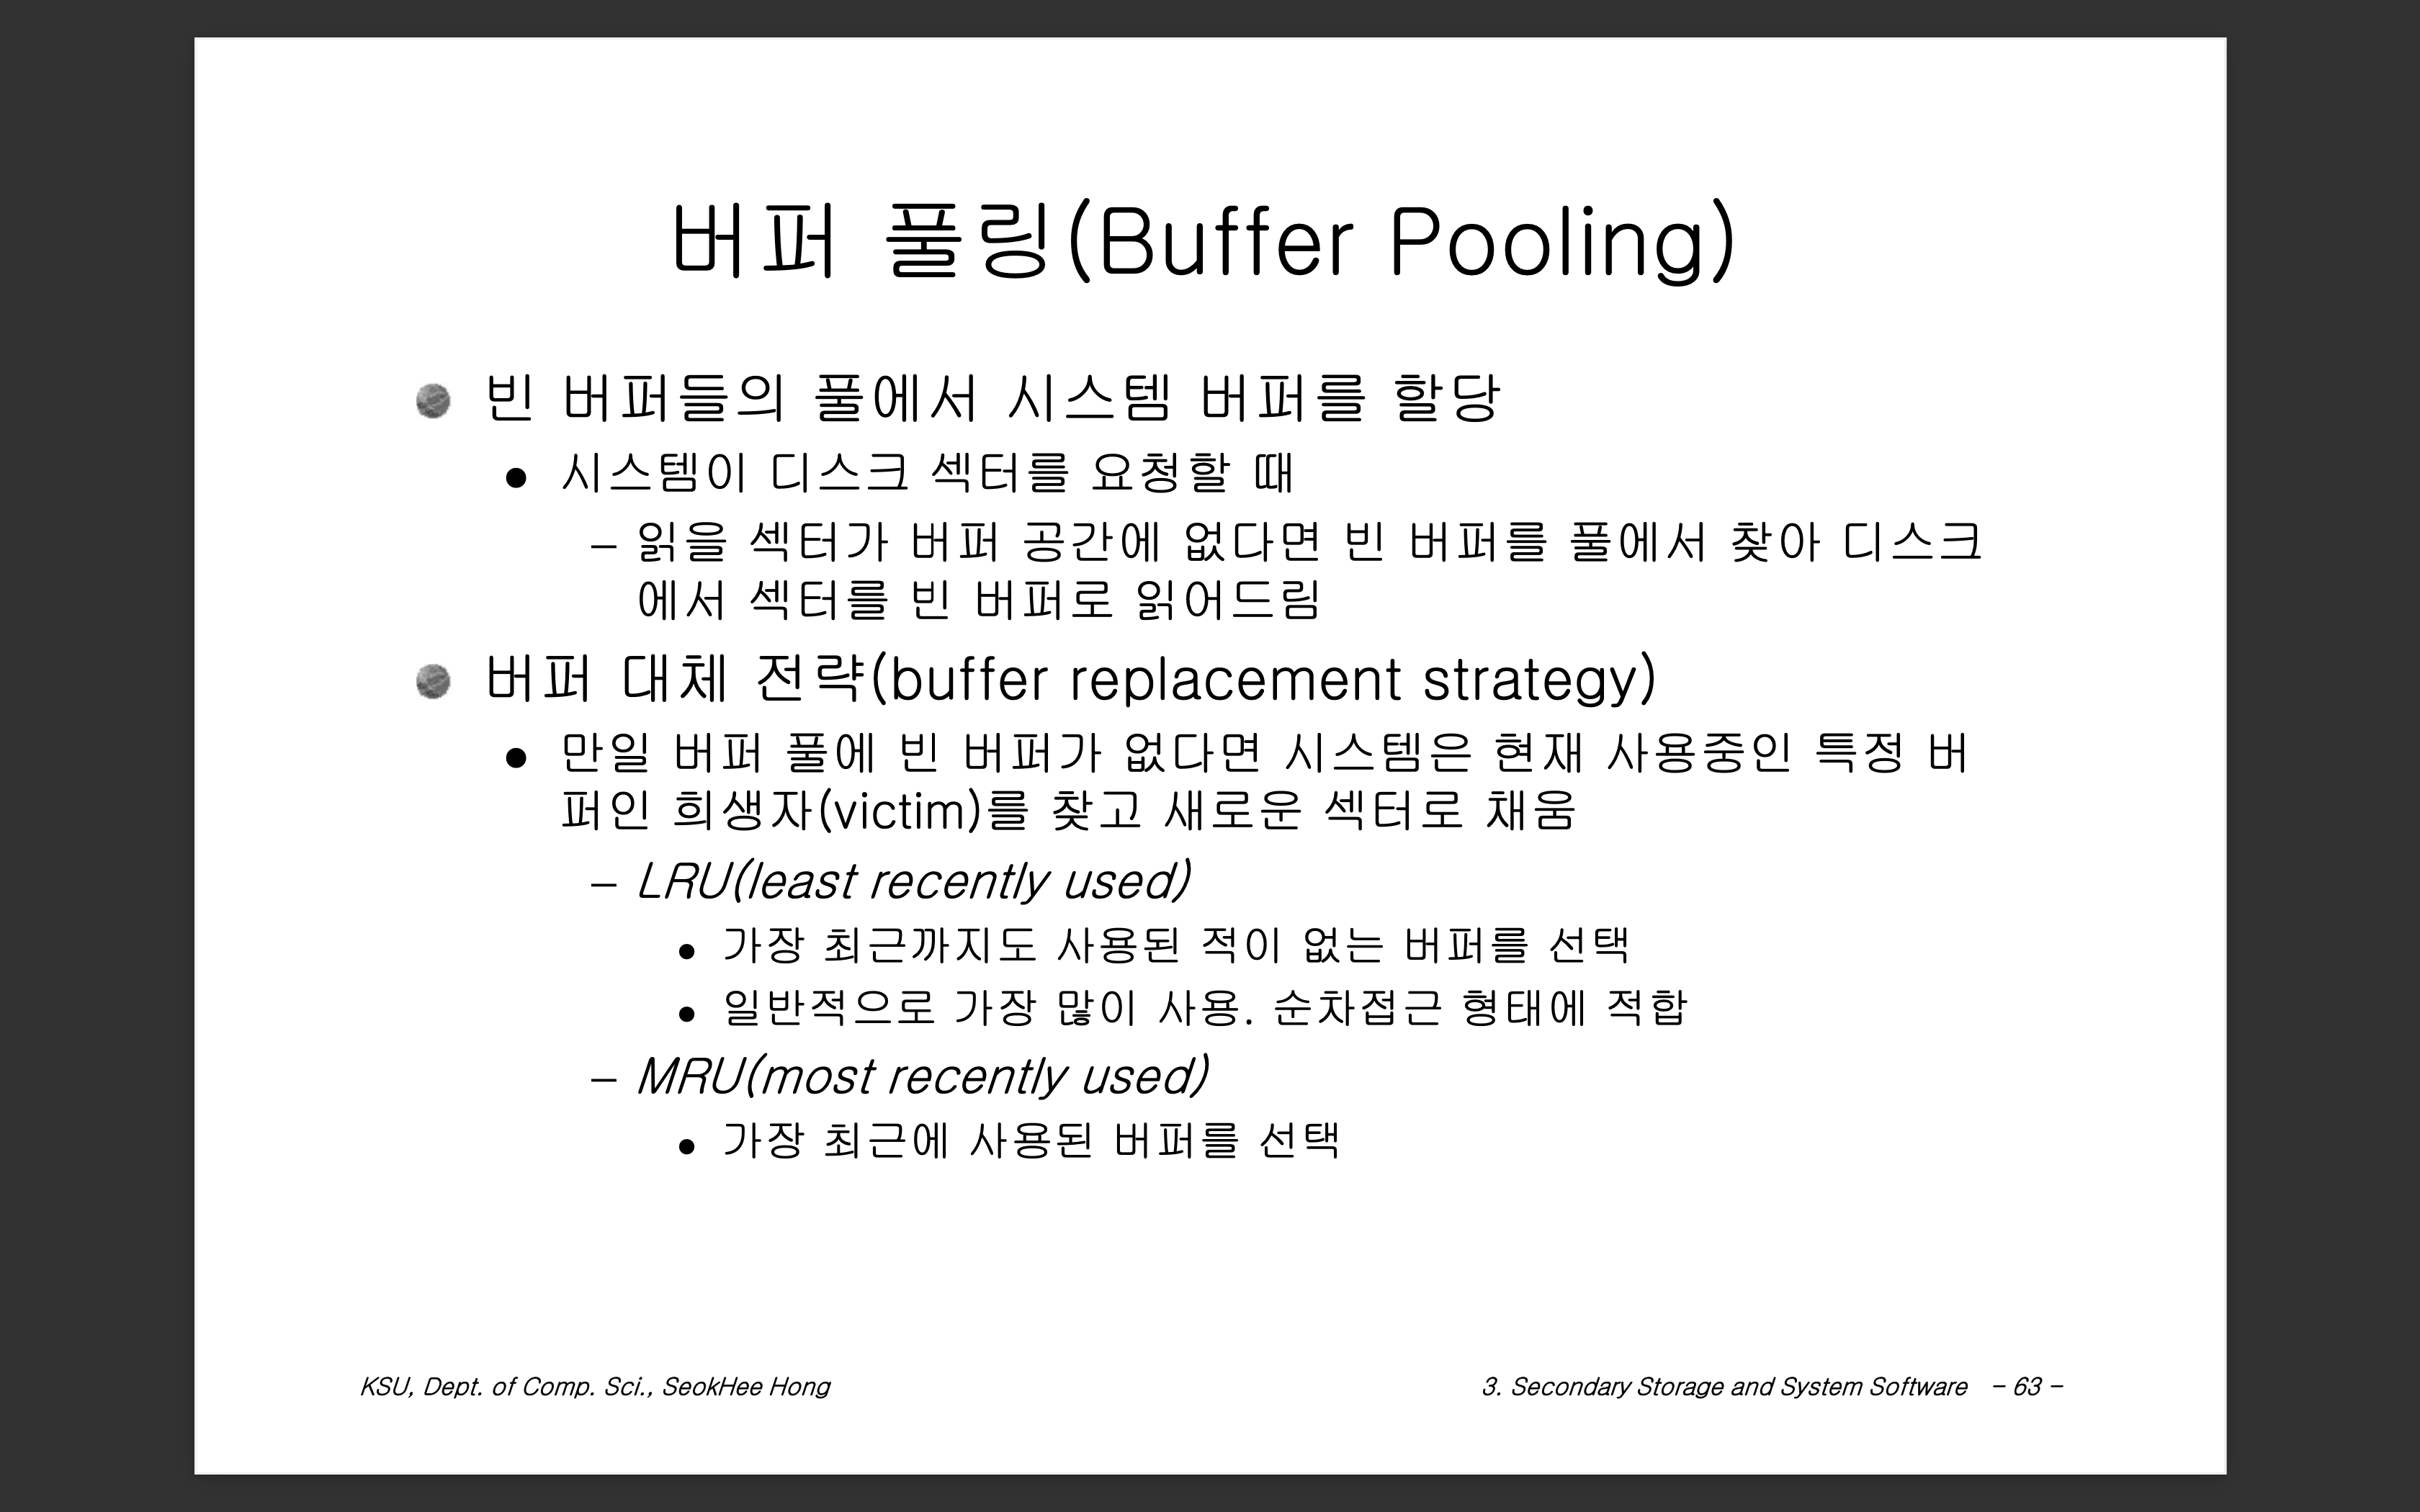 버퍼 풀링(Buffer Pooling)
빈 버퍼들의 풀에서 시스템 버퍼를 할당
시스템이 디스크 섹터를 요청할 때
– 읽을 섹터가 버퍼 공간에 없다면 빈 버퍼를 풀에서 찾아 디스크
에서 섹터를 빈 버퍼로 읽어드림
버퍼 대체 전략(buffer replacement strategy)
만일 버퍼 풀에 빈 버퍼가 없다면 시스템은 현재 사용중인 특정 버
퍼인 희생자(victim)를 찾고 새로운 섹터로 채움
– LRU(least recently used)
가장 최근까지도 사용된 적이 없는 버퍼를 선택
일반적으로 가장 많이 사용. 순차접근 형태에 적합
– MRU(most recently used)
가장 최근에 사용된 버퍼를 선택
KSU, Dept. of Comp. Sci., SeokHee Hong
3. Secondary Storage and System Software – 63 –